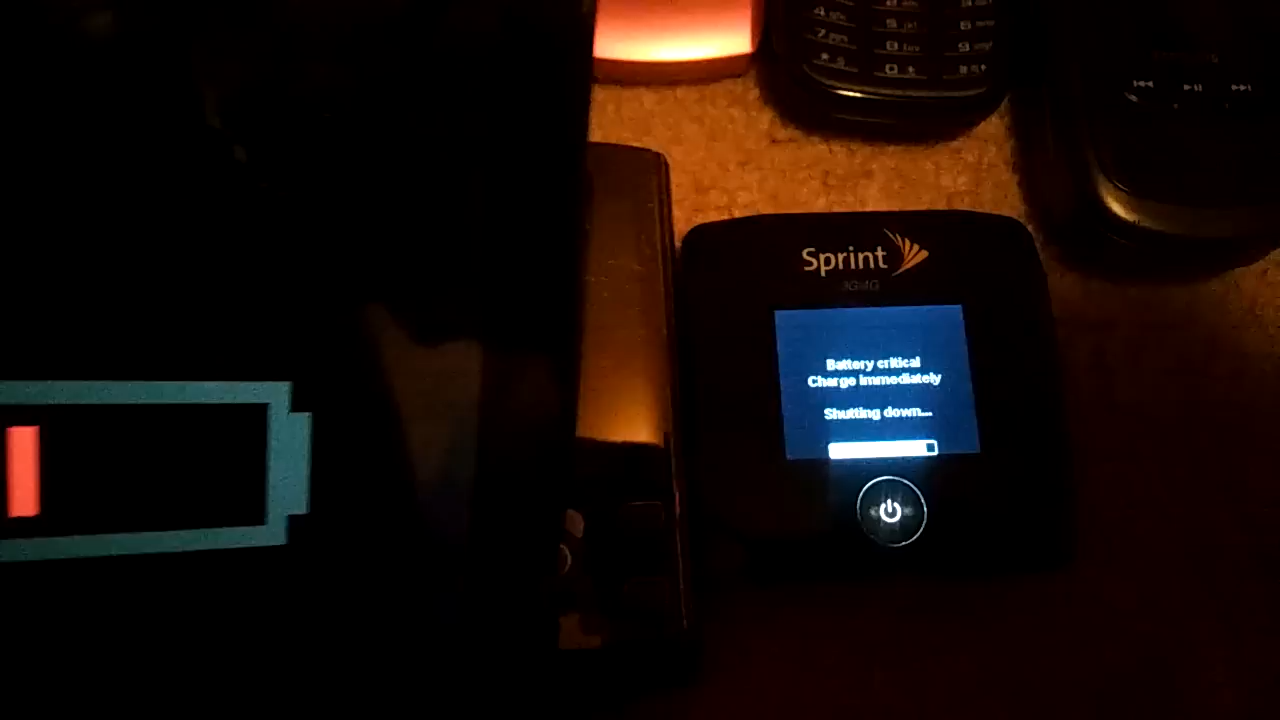 Sprint
3G/4G
Battery critical
Charge immediately
Shutting down...